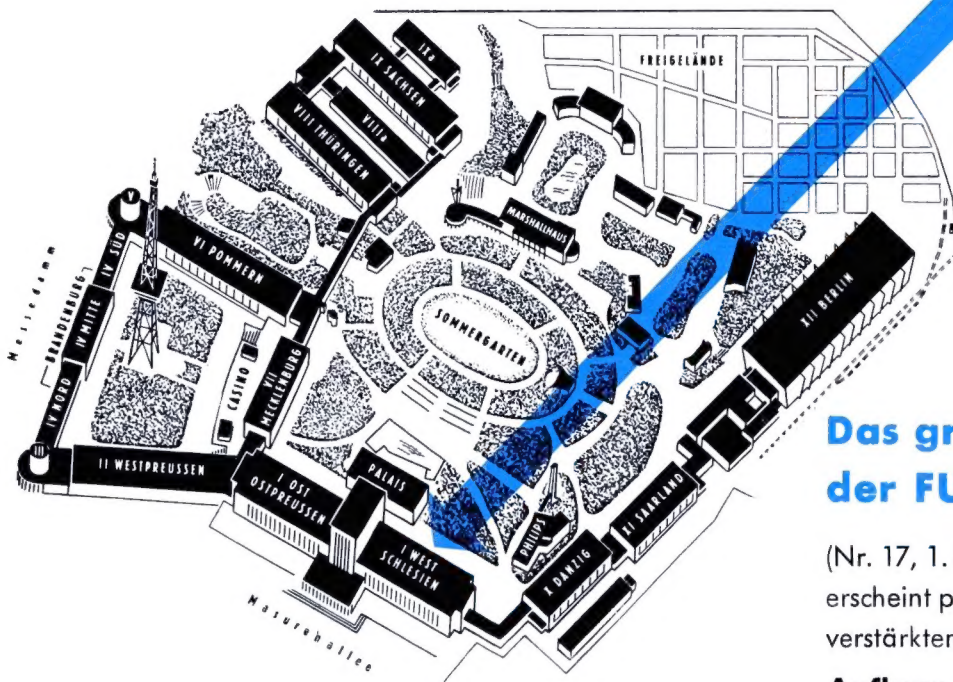 FREIGELÄNDE
IXa
IX SACHSEN
VIIIa
VIII THÜRINGEN
MARSHALLHAUS
V
IV SÜD
VI POMMERN
Messedamm
BRANDENBURG
IV MITTE
SOMMERGARTEN
XII BERLIN
CASINO
VII
MECKLENBURG
IV NORD
II WESTPREUSSEN
I OST
OSTPREUSSEN
PALAIS
I WEST
SCHLESIEN
PHILIPS
X DANZIG
XI SAARLAND
Masurenallee
Das gr
der FU
(Nr. 17, 1.
erscheint p
verstärkter